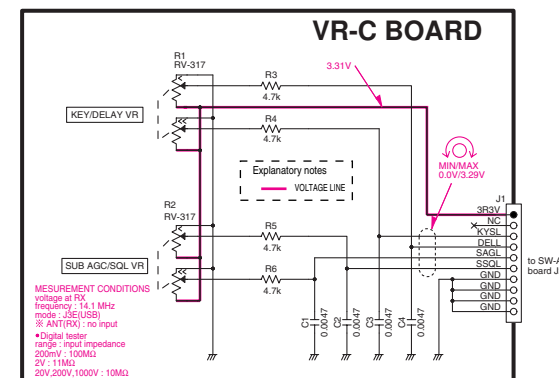 VR-C BOARD
R1
RV-317
3.31V
R3
4.7k
KEY/DELAY VR
R4
4.7k
Explanatory notes
VOLTAGE LINE
MIN/MAX
0.0V/3.29V
R2
RV-317
J1
3R3V
NC
KYSL
DELL
SAGL
SSQL
GND
GND
GND
GND
to SW-A
board J
R5
4.7k
SUB AGC/SQL VR
R6
4.7k
MESUREMENT CONDITIONS
voltage at RX
frequency : 14.1 MHz
mode : J3E(USB)
※ ANT(RX) : no input
•Digital tester
range : input impedance
200mV : 100MΩ
2V : 11MΩ
20V,200V,1000V : 10MΩ
C1
0.0047
C2
0.0047
C3
0.0047
C4
0.0047